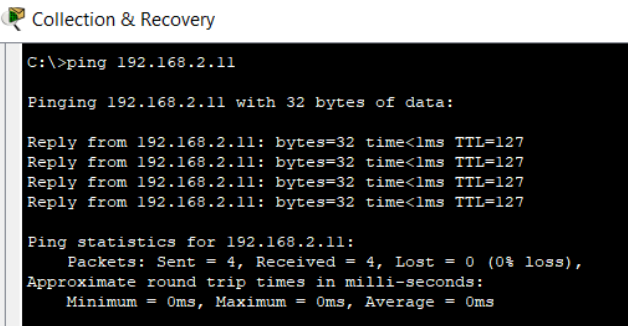 Collection & Recovery
C:\>ping 192.168.2.11
Pinging 192.168.2.11 with 32 bytes of data:
Reply from 192.168.2.11: bytes=32 time<1ms TTL=127
Reply from 192.168.2.11: bytes=32 time<1ms TTL=127
Reply from 192.168.2.11: bytes=32 time<1ms TTL=127
Reply from 192.168.2.11: bytes=32 time<1ms TTL=127
Ping statistics for 192.168.2.11:
Packets: Sent = 4, Received = 4, Lost = 0 (0% loss),
Approximate round trip times in milli-seconds:
Minimum = 0ms, Maximum = 0ms, Average = 0ms